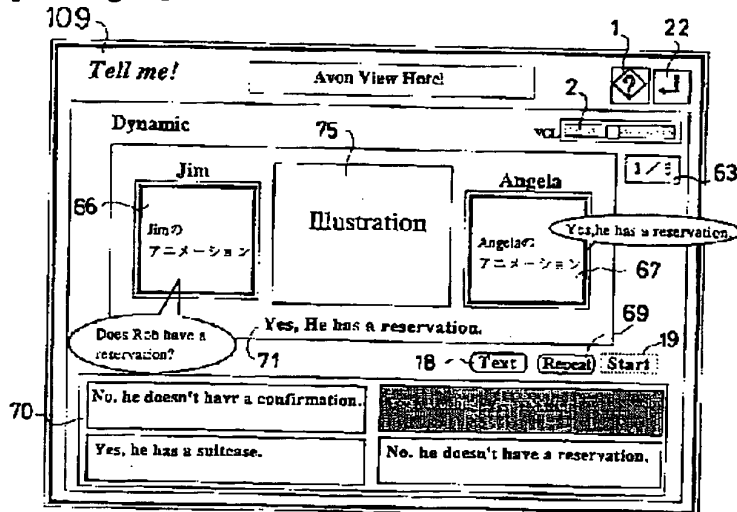 109
1
22
Tell me!
Avon View Hotel
2
75
Dynamic
VOL
63
Jim
Angela
66
Illustration
Jimの
アニメーション
Angelaの
アニメーション
Yes,he has a reservation.
67
Does Rob have a
reservation?
Yes, He has a reservation.
69
71
18
Text
Repeat
Start
19
70
No. he doesn't havr a confirmation.
Yes, he has a suitcase.
No. he doesn't have a reservation.